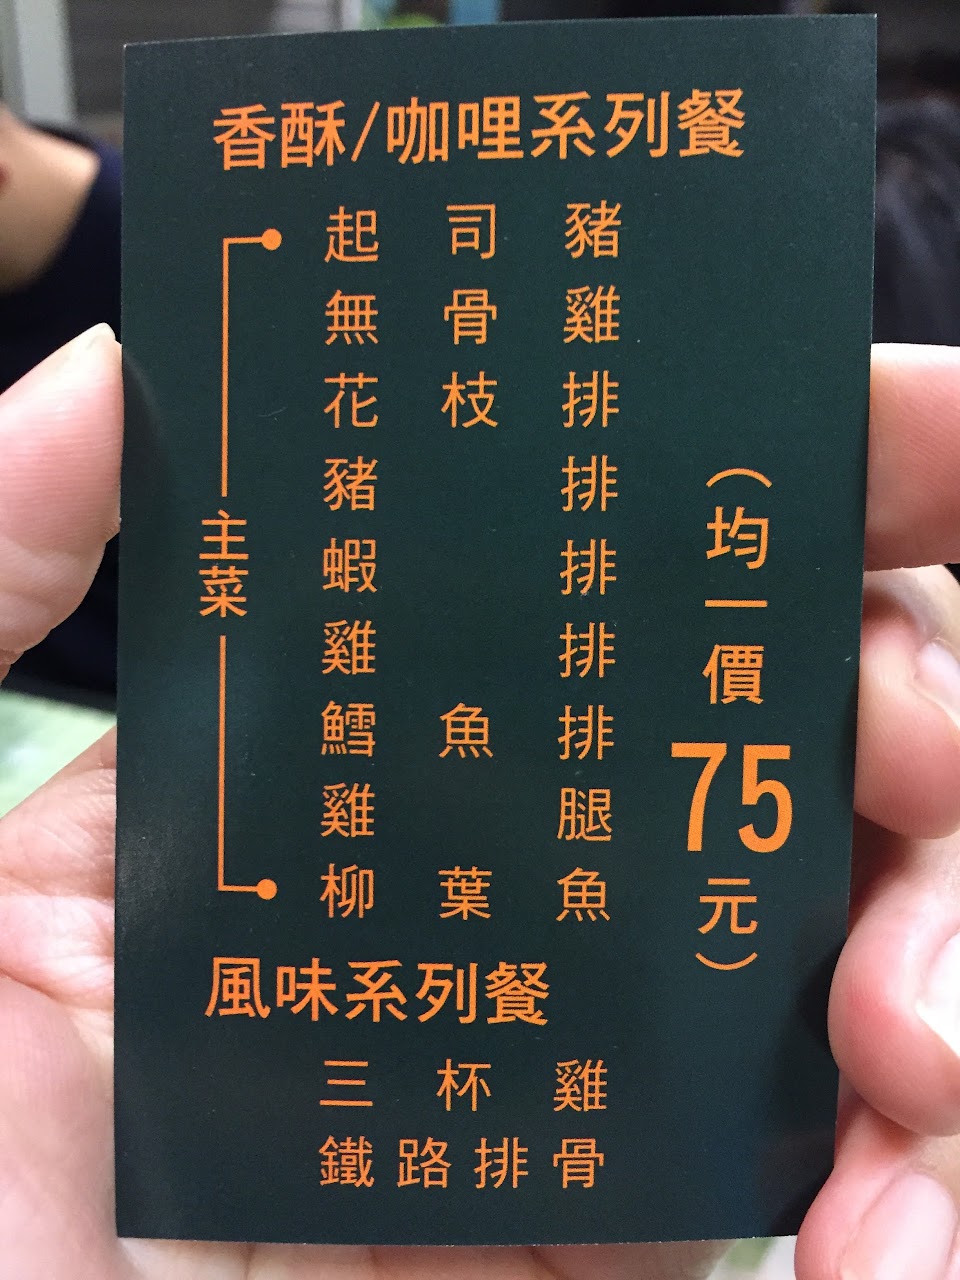 香酥/咖哩系列餐
主菜
起司豬
無骨雞
花枝排
豬排
蝦排
雞排
鱈魚排
雞腿
柳葉魚
(均一價75元)
風味系列餐
三杯雞
鐵路排骨